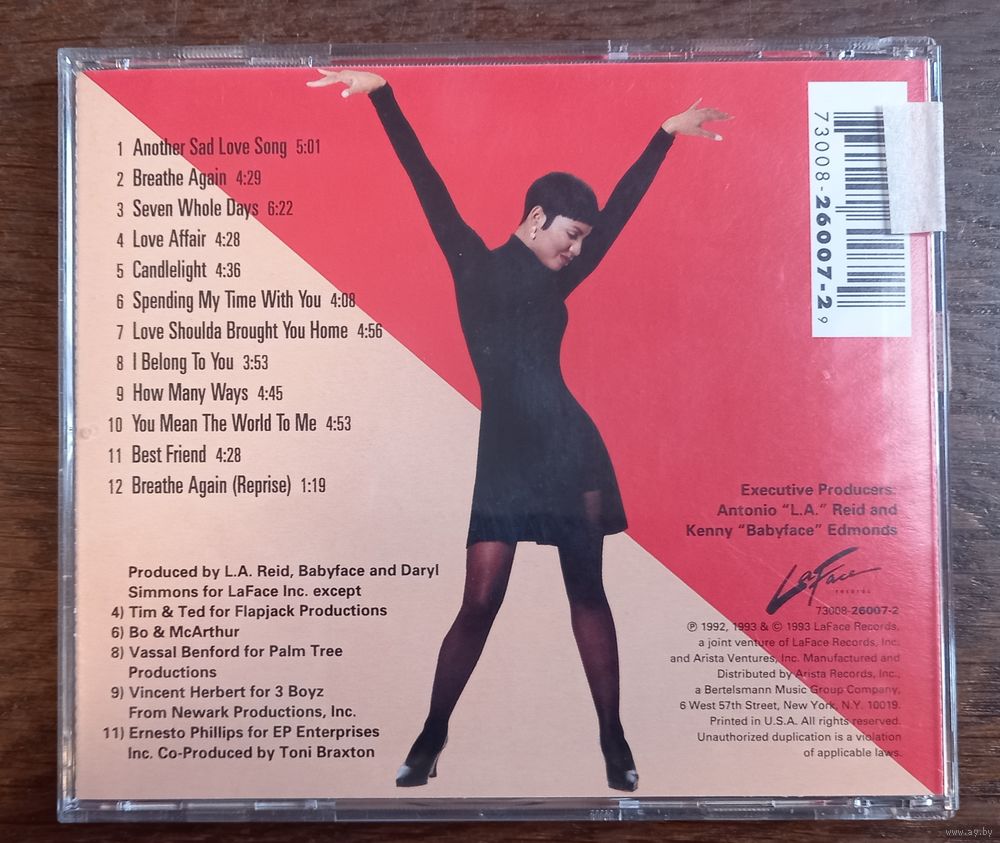 1 Another Sad Love Song 5:01
2 Breathe Again 4:29
3 Seven Whole Days 6:22
4 Love Affair 4:28
5 Candlelight 4:36
6 Spending My Time With You 4:08
7 Love Shoulda Brought You Home 4:56
8 I Belong To You 3:53
9 How Many Ways 4:45
10 You Mean The World To Me 4:53
11 Best Friend 4:28
12 Breathe Again (Reprise) 1:19
Produced by L.A. Reid, Babyface and Daryl
Simmons for LaFace Inc. except
4) Tim & Ted for Flapjack Productions
6) Bo & McArthur
8) Vassal Benford for Palm Tree
Productions
9) Vincent Herbert for 3 Boyz
From Newark Productions, Inc.
11) Ernesto Phillips for EP Enterprises
Inc. Co-Produced by Toni Braxton
73008-26007-2
9
Executive Producers:
Antonio "L.A." Reid and
Kenny "Babyface" Edmonds
LaFace
RECORDS
73008-26007-2
℗ 1992, 1993 & © 1993 LaFace Records,
a joint venture of LaFace Records, Inc.
and Arista Ventures, Inc. Manufactured and
Distributed by Arista Records, Inc.,
a Bertelsmann Music Group Company,
6 West 57th Street, New York, N.Y. 10019.
Printed in U.S.A. All rights reserved.
Unauthorized duplication is a violation
of applicable laws.
www.ay.by